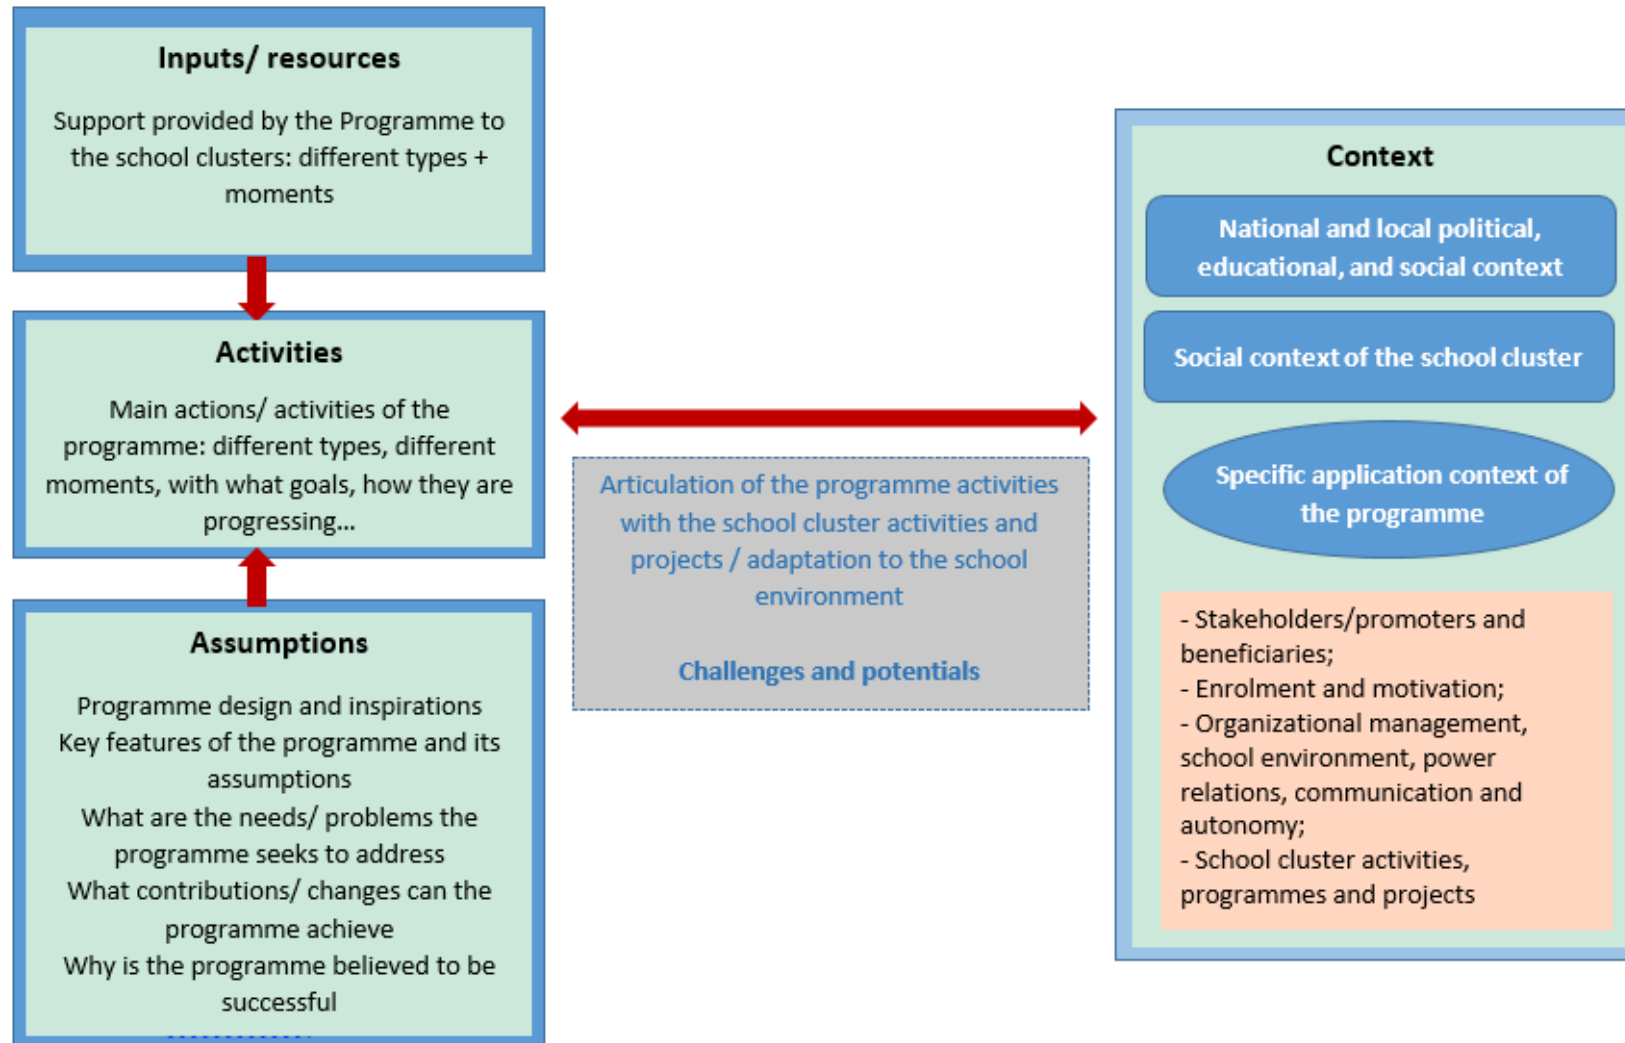 Inputs/ resources
Support provided by the Programme to
the school clusters: different types +
moments
Activities
Main actions/ activities of the
programme: different types, different
moments, with what goals, how they are
progressing...
Assumptions
Programme design and inspirations
Key features of the programme and its
assumptions
What are the needs/ problems the
programme seeks to address
What contributions/ changes can the
programme achieve
Why is the programme believed to be
successful
Articulation of the programme activities
with the school cluster activities and
projects / adaptation to the school
environment
Challenges and potentials
Context
National and local political,
educational, and social context
Social context of the school cluster
Specific application context of
the programme
- Stakeholders/promoters and
beneficiaries;
- Enrolment and motivation;
- Organizational management,
school environment, power
relations, communication and
autonomy;
- School cluster activities,
programmes and projects